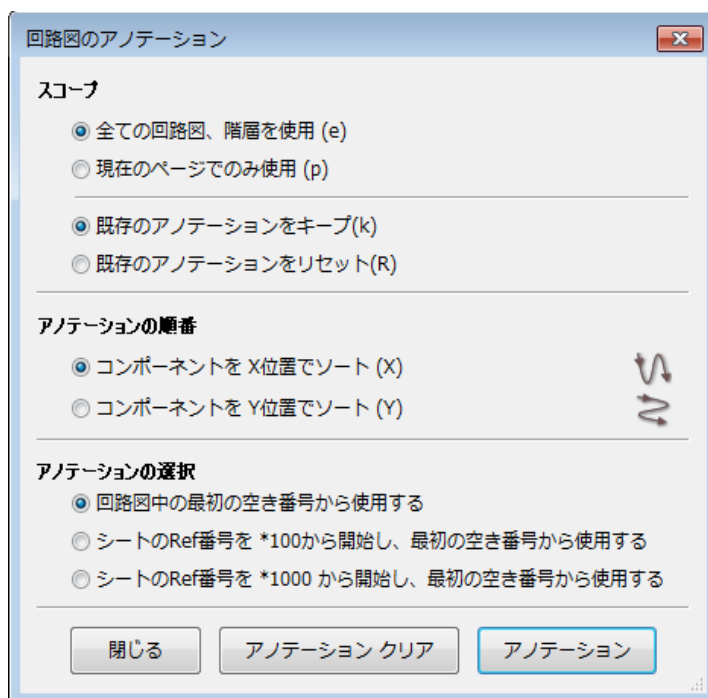 回路図のアノテーション
スコープ
全ての回路図、階層を使用 (e)
現在のページでのみ使用 (p)
既存のアノテーションをキープ(k)
既存のアノテーションをリセット(R)
アノテーションの順番
コンポーネントを X位置でソート (X)
コンポーネントを Y位置でソート (Y)
アノテーションの選択
回路図中の最初の空き番号から使用する
シートのRef番号を *100から開始し、最初の空き番号から使用する
シートのRef番号を *1000 から開始し、最初の空き番号から使用する
閉じる アノテーション クリア アノテーション